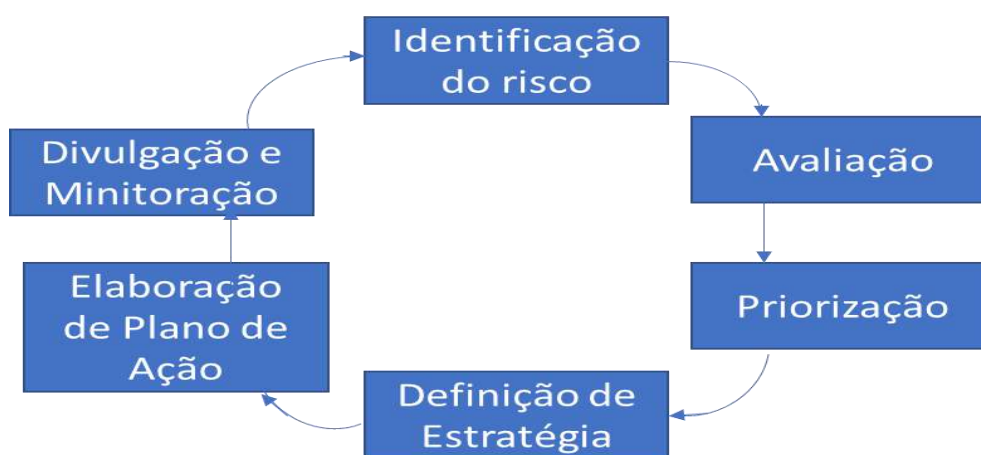 Identificação
do risco
Avaliação
Priorização
Definição de
Estratégia
Elaboração
de Plano de
Ação
Divulgação e
Minitoração